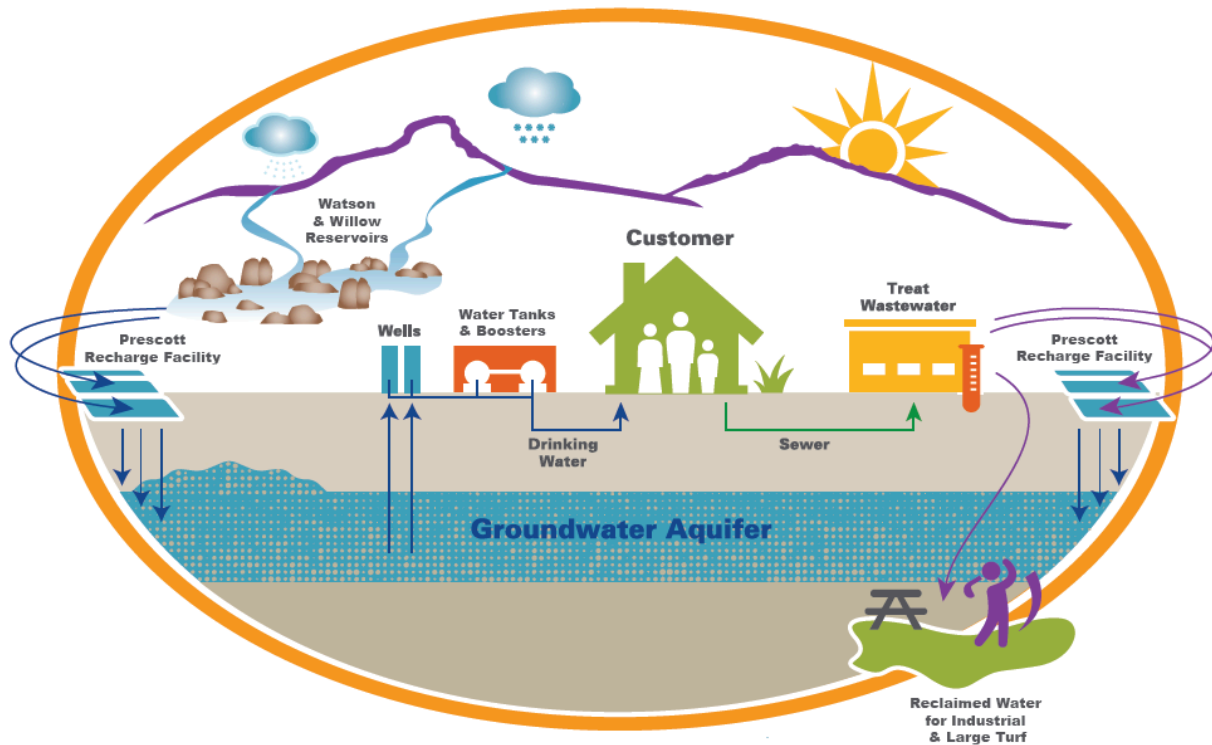 Watson
& Willow
Reservoirs
Customer
Treat
Wastewater
Prescott
Recharge Facility
Wells
Water Tanks
& Boosters
Prescott
Recharge Facility
Drinking
Water
Sewer
Groundwater Aquifer
Reclaimed Water
for Industrial
& Large Turf